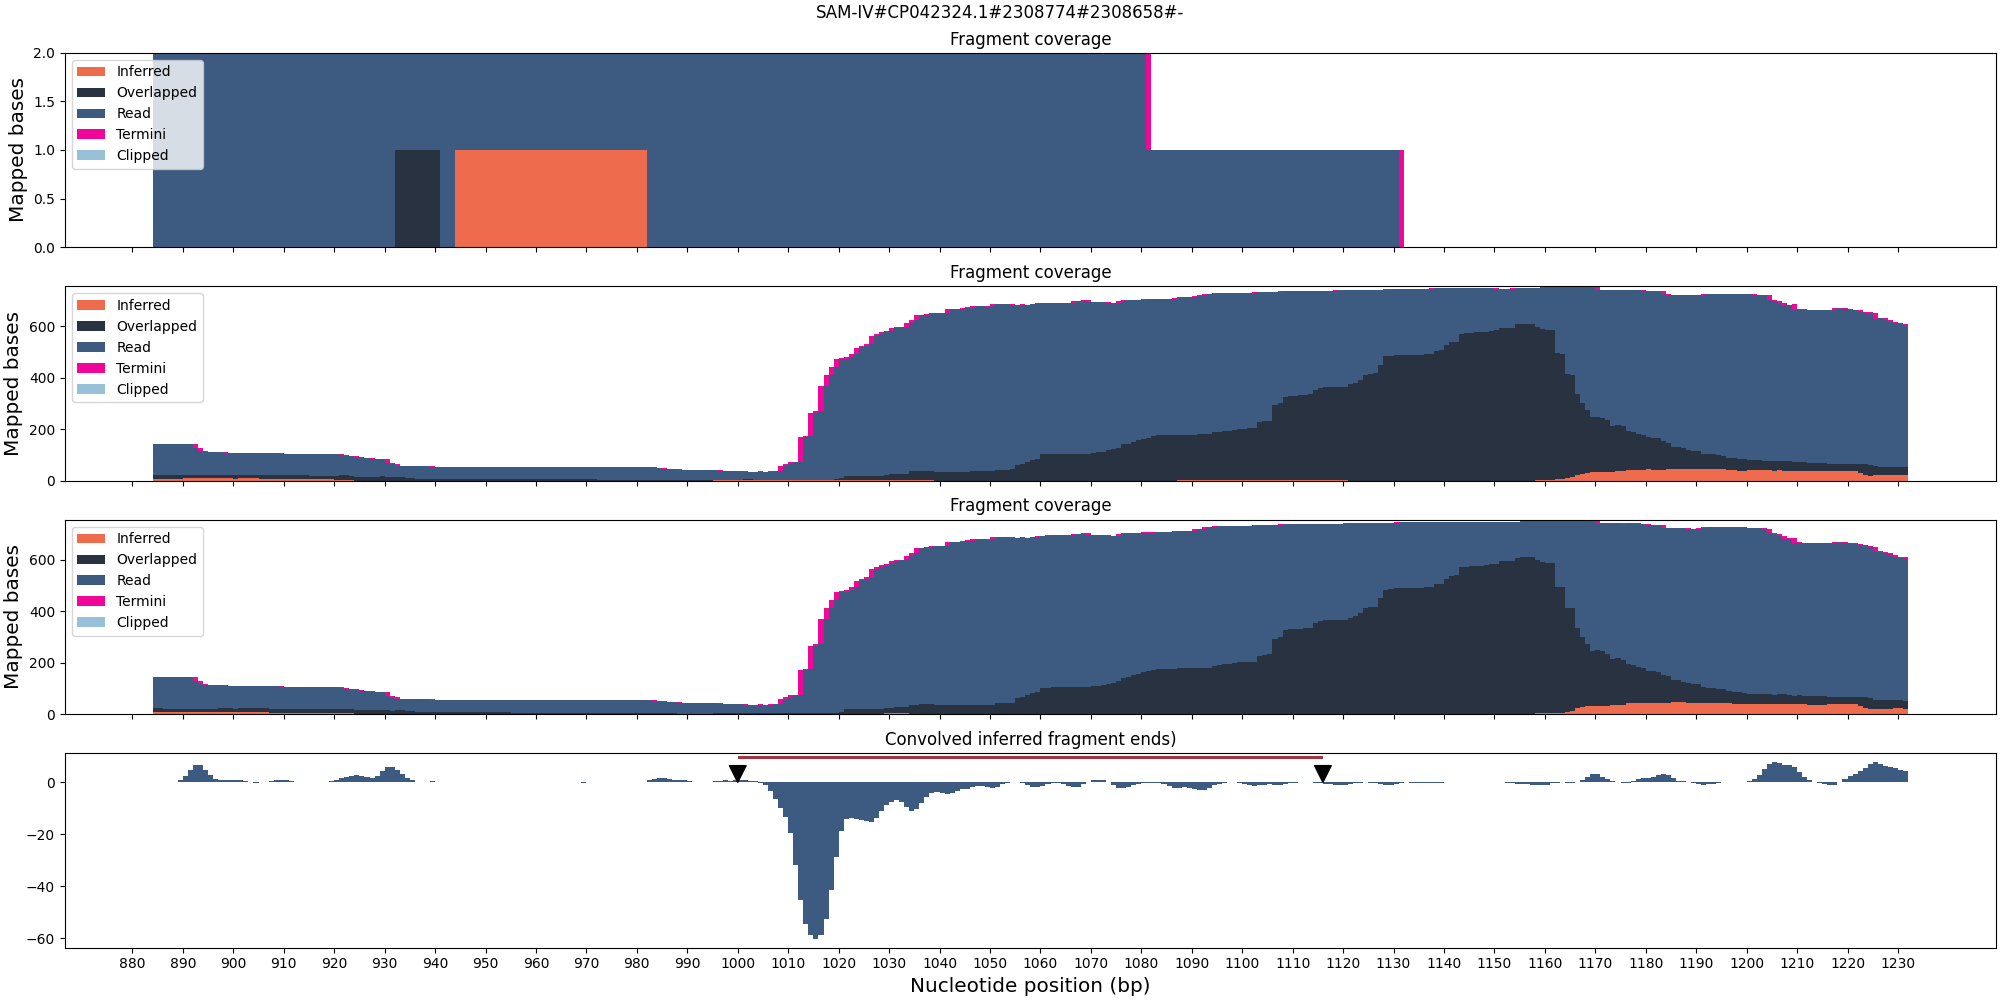 SAM-IV#CP042324.1#2308774#2308658#-
Fragment coverage
Mapped bases
2.0
1.5
1.0
0.5
0.0
Inferred
Overlapped
Read
Termini
Clipped
Fragment coverage
Mapped bases
600
400
200
0
Inferred
Overlapped
Read
Termini
Clipped
Fragment coverage
Mapped bases
600
400
200
0
Inferred
Overlapped
Read
Termini
Clipped
Convolved inferred fragment ends)
0
−20
−40
−60
880 890 900 910 920 930 940 950 960 970 980 990 1000 1010 1020 1030 1040 1050 1060 1070 1080 1090 1100 1110 1120 1130 1140 1150 1160 1170 1180 1190 1200 1210 1220 1230
Nucleotide position (bp)